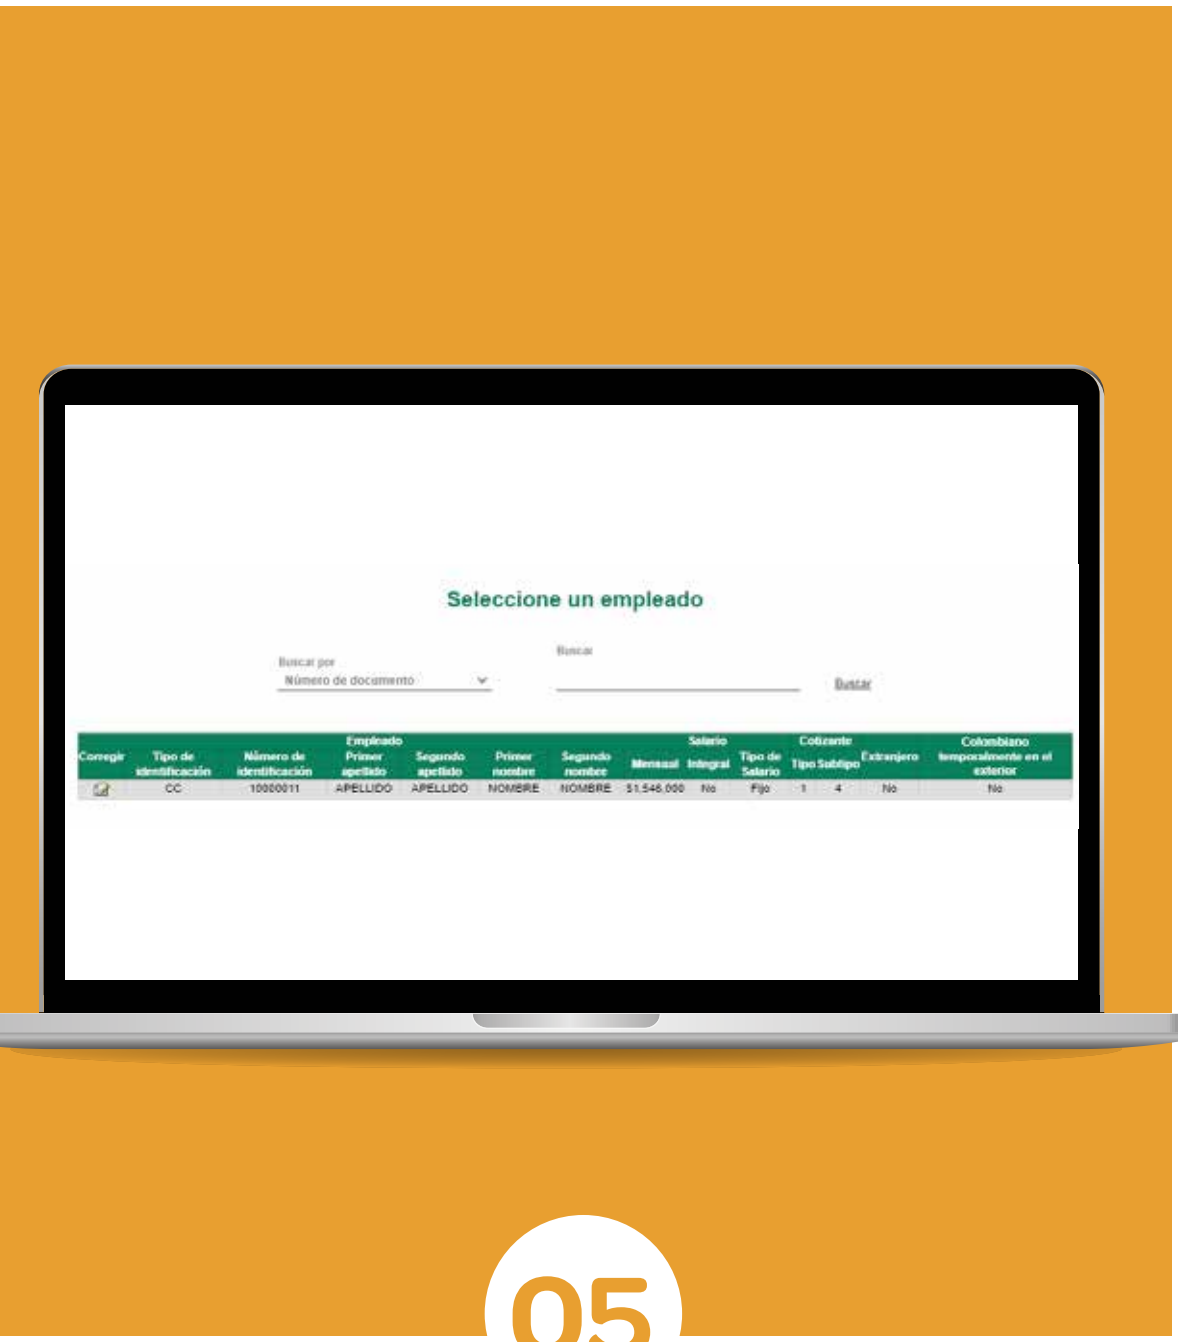 Seleccione un empleado
Buscar
Buscar por
Número de documento
Buscar
Empleado Salario Cotizante
Corregir Tipo de identificación Número de identificación Primer apellido Segundo apellido Primer nombre Segundo nombre Mensual Integral Tipo de Salario Tipo Subtipo Extranjero Colombiano temporalmente en el exterior
CC 10000011 APELLIDO APELLIDO NOMBRE NOMBRE $1,546,000 No Fijo 1 4 No No
05